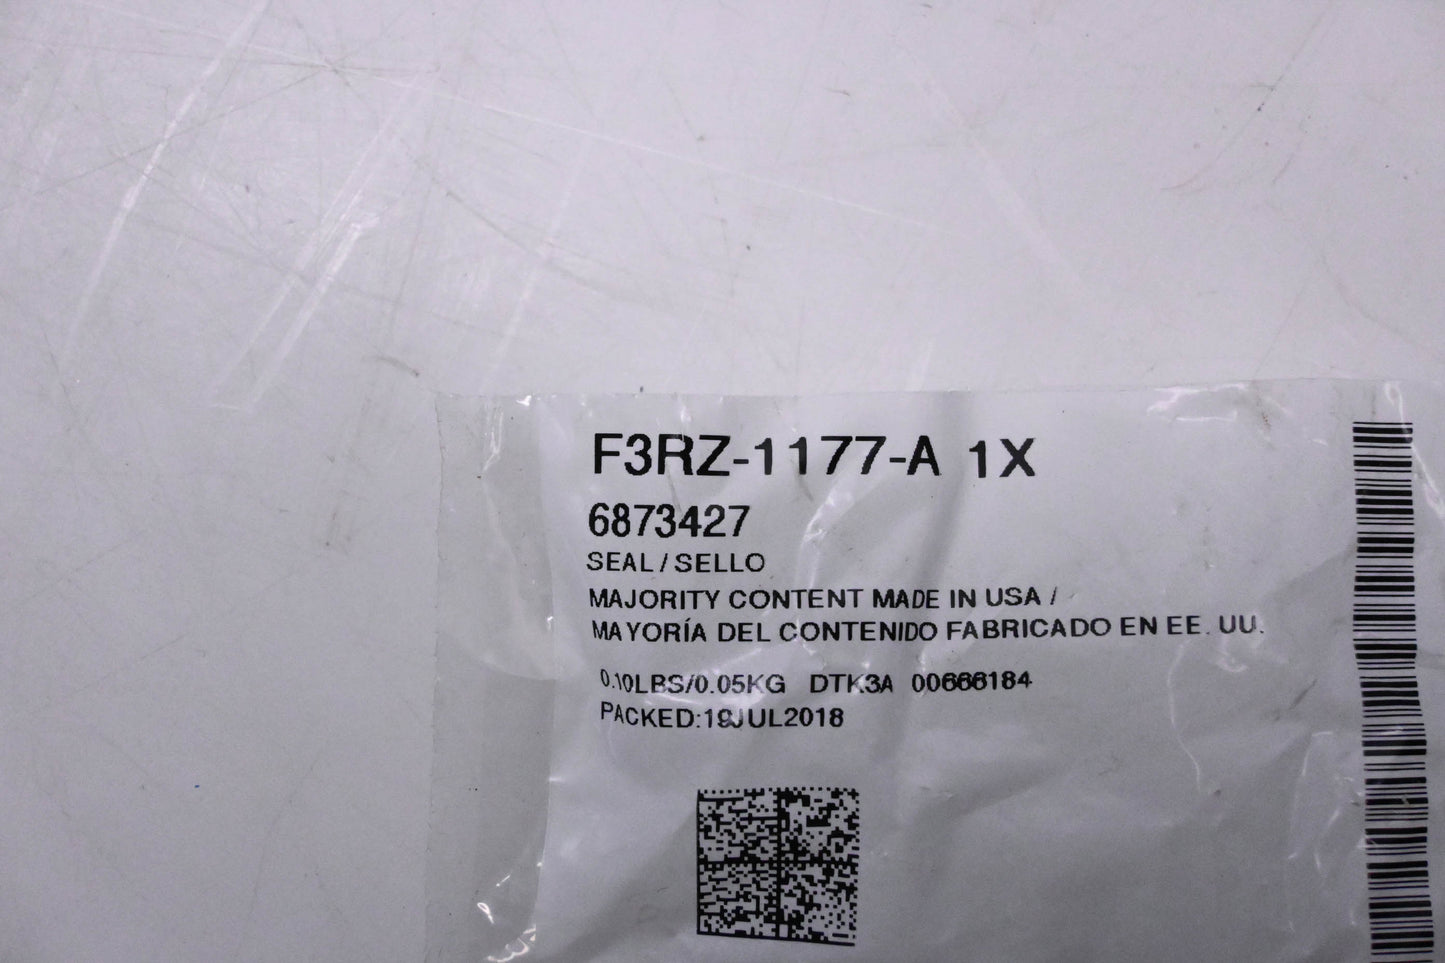 F3RZ-1177-A 1X
6873427
SEAL / SELLO
MAJORITY CONTENT MADE IN USA /
MAYORÍA DEL CONTENIDO FABRICADO EN EE. UU.
0.10LBS/0.05KG DTK3A 00666184
PACKED:19JUL2018